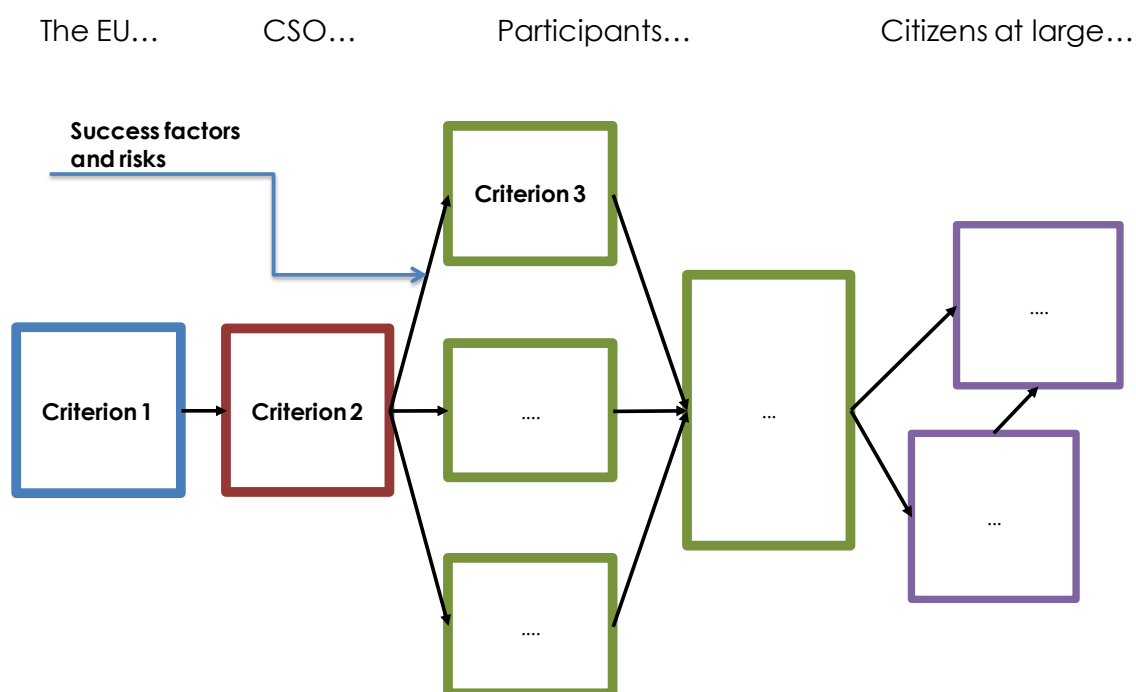 The EU…
CSO…
Participants…
Citizens at large…
Success factors
and risks
Criterion 3
....
Criterion 1
Criterion 2
....
...
...
....